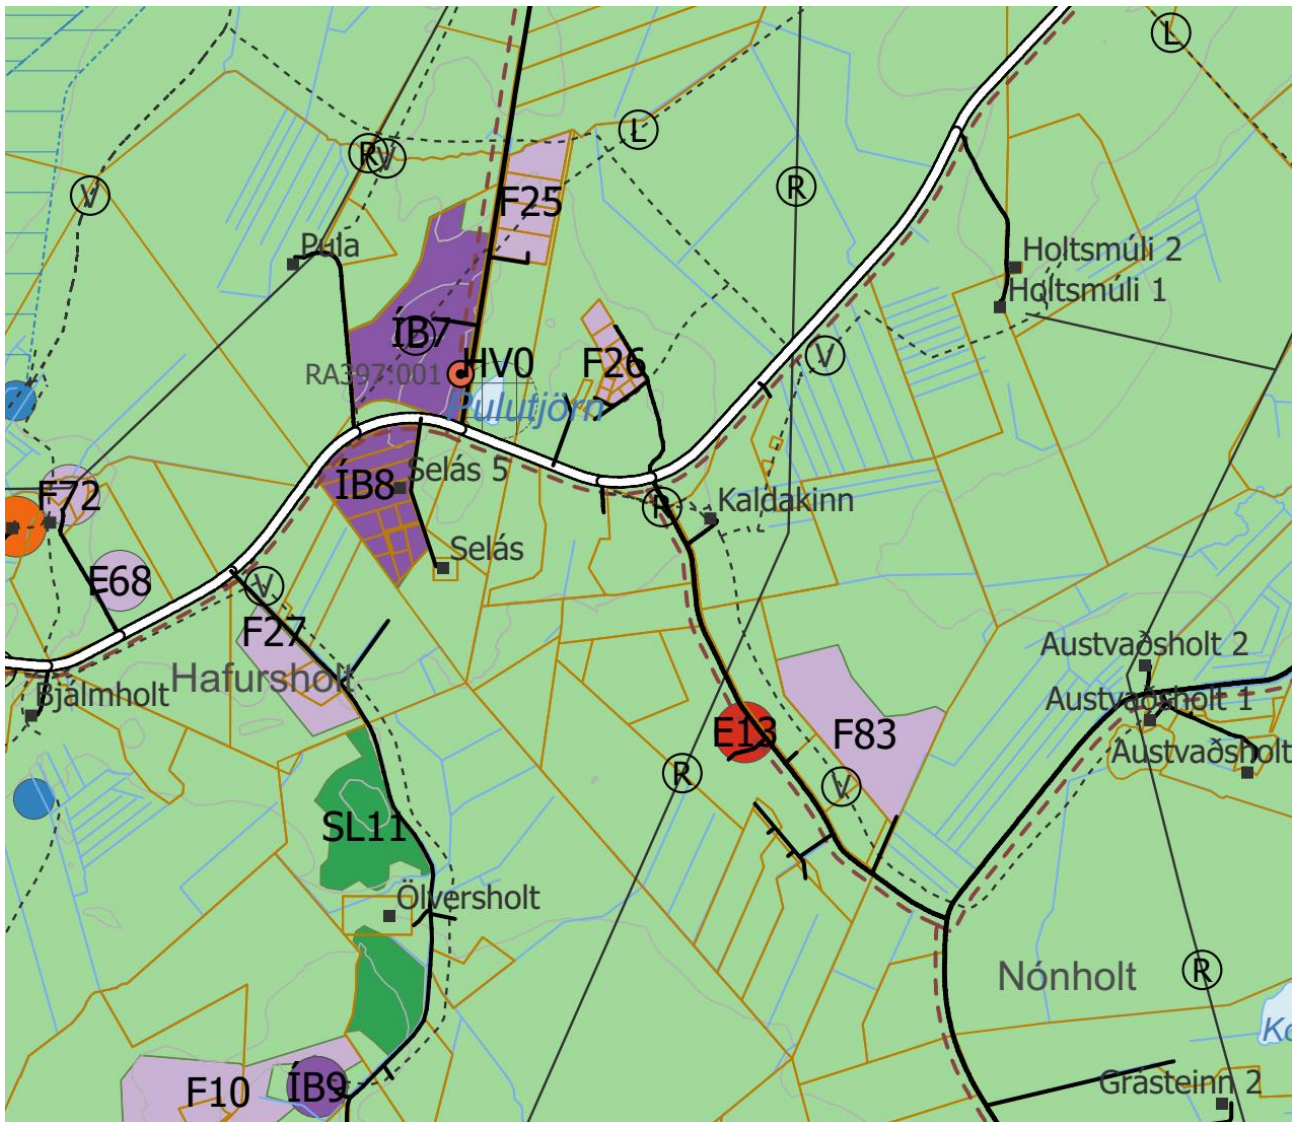 L
L
R
V
R
V
F25
Pula
Holtsmúli 2
Holtsmúli 1
ÍB7
HV0
F26
V
RA397:001
Pulutjörn
F72
ÍB8
Selás 5
R
Kaldakinn
Selás
E68
V
F27
Hafursholt
Bjálmholt
Austvaðsholt 2
Austvaðsholt 1
Austvaðsholt
E13
F83
R
V
SL11
Ölversholt
Nónholt
R
Grásteinn 2
F10
ÍB9